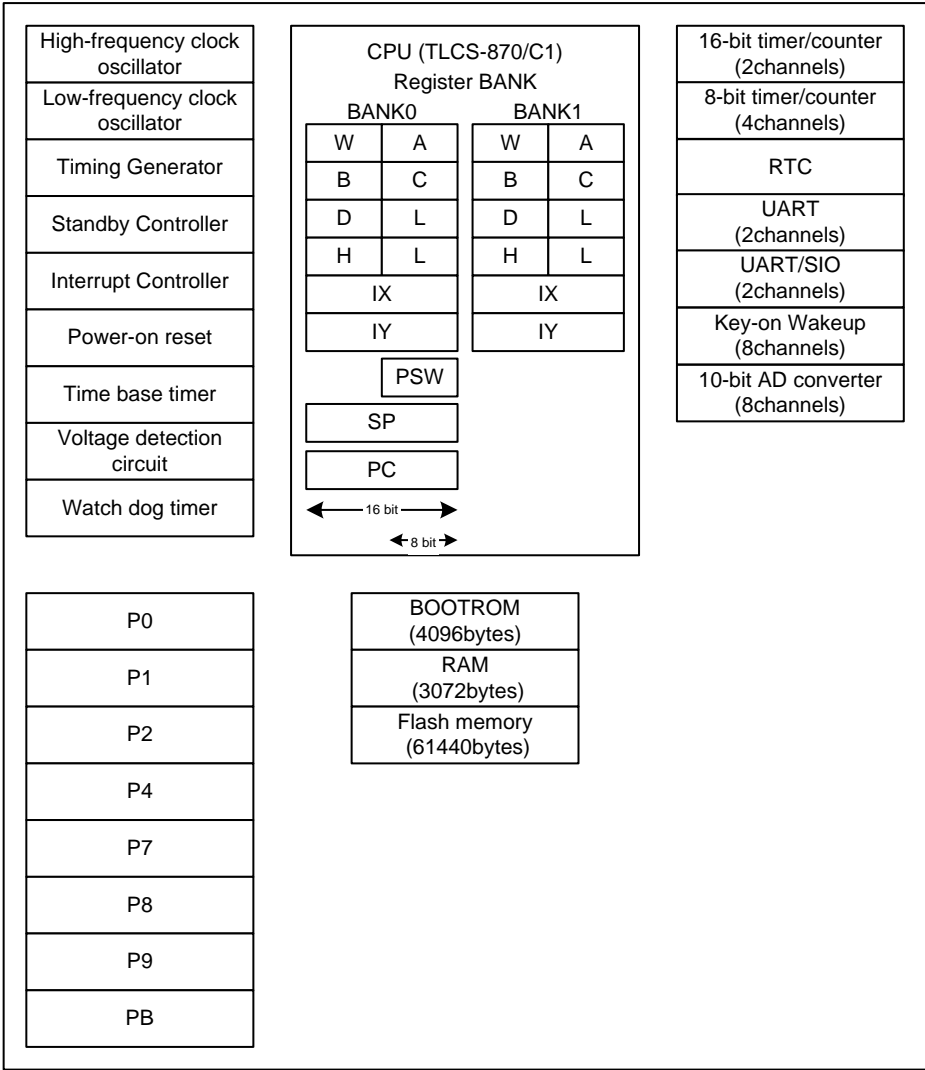 High-frequency clock
oscillator
Low-frequency clock
oscillator
Timing Generator
Standby Controller
Interrupt Controller
Power-on reset
Time base timer
Voltage detection
circuit
Watch dog timer
CPU (TLCS-870/C1)
Register BANK
BANK0 BANK1
W A W A
B C B C
D L D L
H L H L
IX IX
IY IY
PSW
SP
PC
16 bit
8 bit
16-bit timer/counter
(2channels)
8-bit timer/counter
(4channels)
RTC
UART
(2channels)
UART/SIO
(2channels)
Key-on Wakeup
(8channels)
10-bit AD converter
(8channels)
P0
P1
P2
P4
P7
P8
P9
PB
BOOTROM
(4096bytes)
RAM
(3072bytes)
Flash memory
(61440bytes)